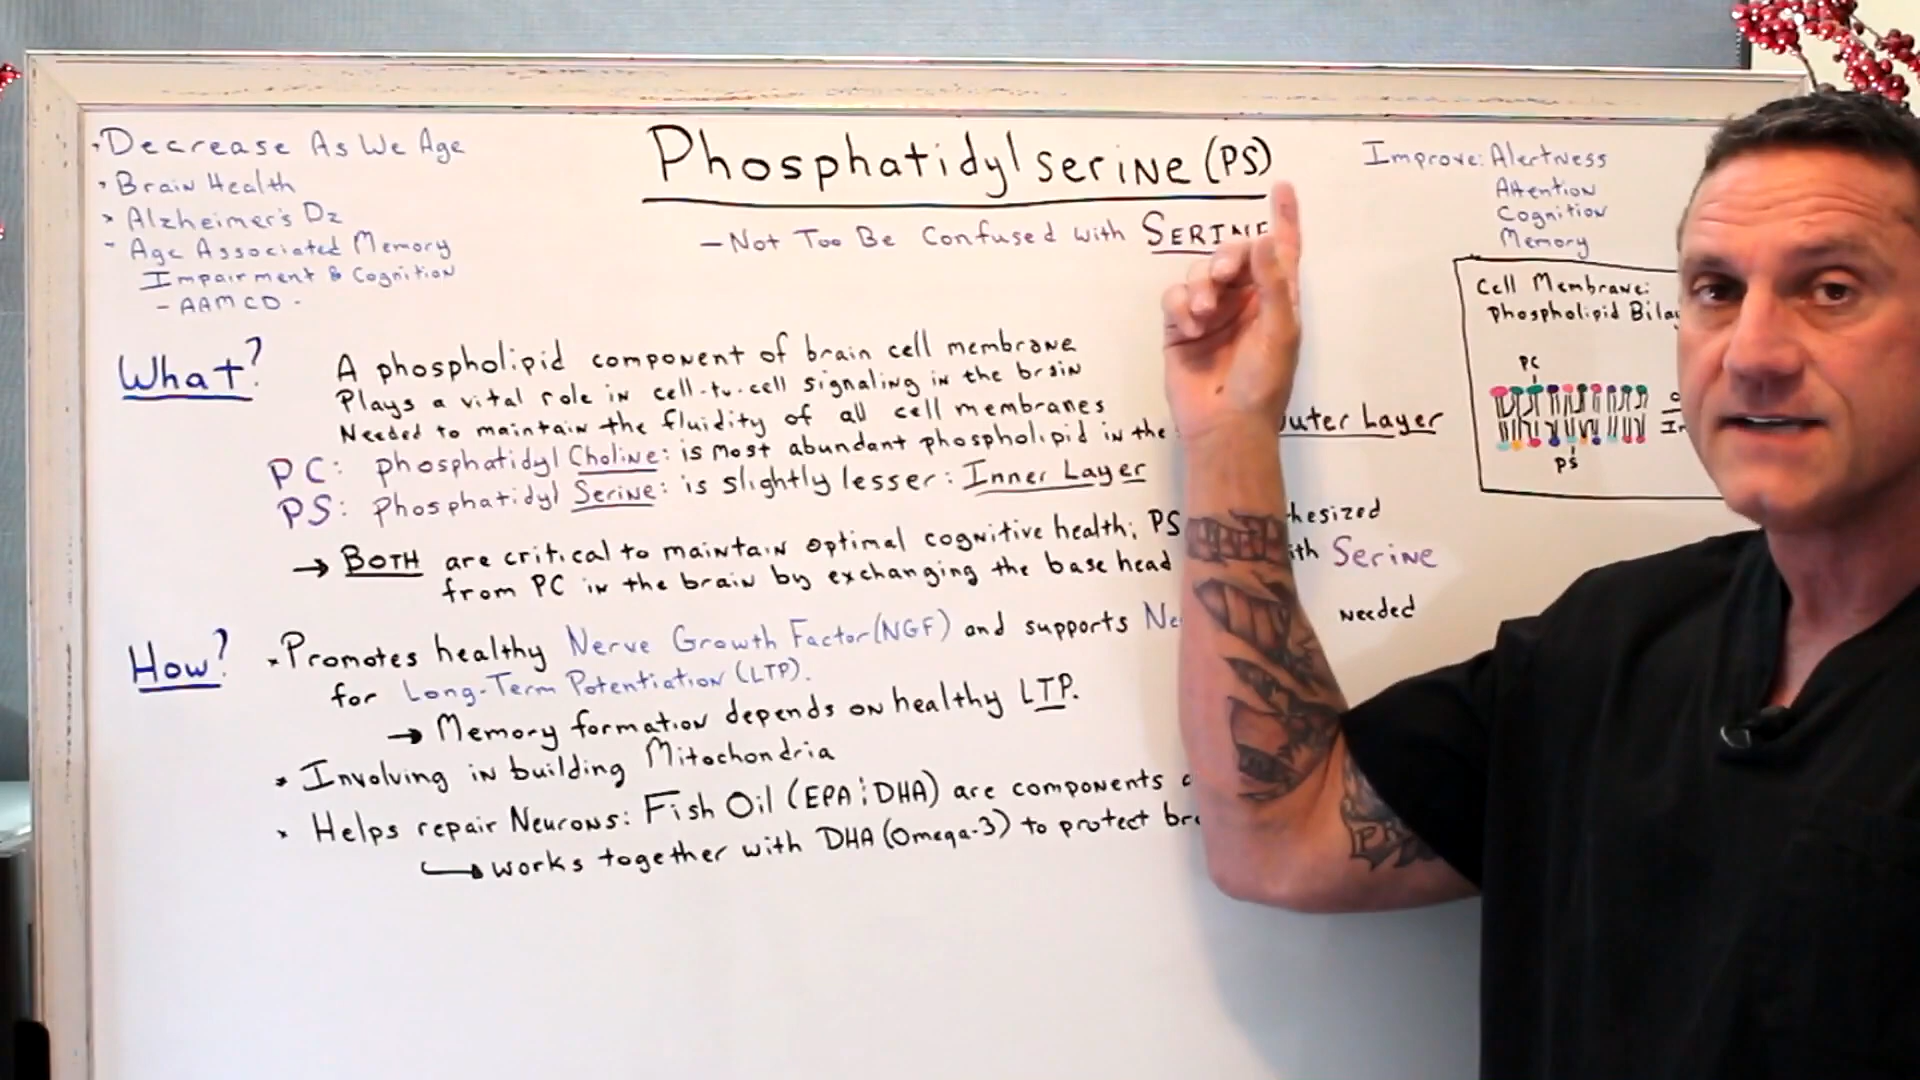 Decrease As We Age
Brain Health
Alzheimer's Dz
Age Associated Memory
Impairment & Cognition
- AAMCD -
Phosphatidylserine (PS)
- Not Too Be Confused with SERINE
Improve: Alertness
Attention
Cognition
Memory
Cell Membrane:
Phospholipid
PC
PS
What?
A phospholipid component of brain cell membrane
Plays a vital role in cell-to-cell signaling in the brain
Needed to maintain the fluidity of all cell membranes
PC: phosphatidyl Choline: is most abundant phospholipid in the Layer
PS: Phosphatidyl Serine: is slightly lesser: Inner Layer
→ BOTH are critical to maintain optimal cognitive health; PS
from PC in the brain by exchanging the base head Serine
How?
Promotes healthy Nerve Growth Factor (NGF) and supports needed
for Long-Term Potentiation (LTP).
→ Memory formation depends on healthy LTP.
* Involving in building Mitochondria
* Helps repair Neurons: Fish Oil (EPA : DHA) are components
works together with DHA (Omega-3) to protect